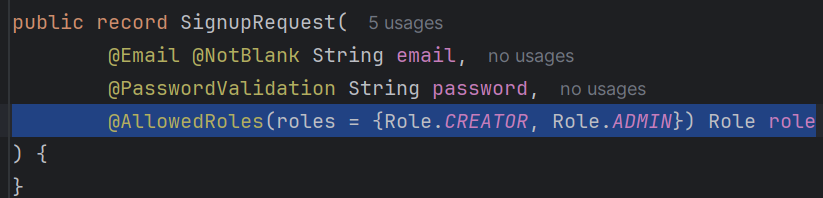 public record SignupRequest( 5 usages
@Email @NotBlank String email, no usages
@PasswordValidation String password, no usages
@AllowedRoles(roles = {Role.CREATOR, Role.ADMIN}) Role role
) {
}